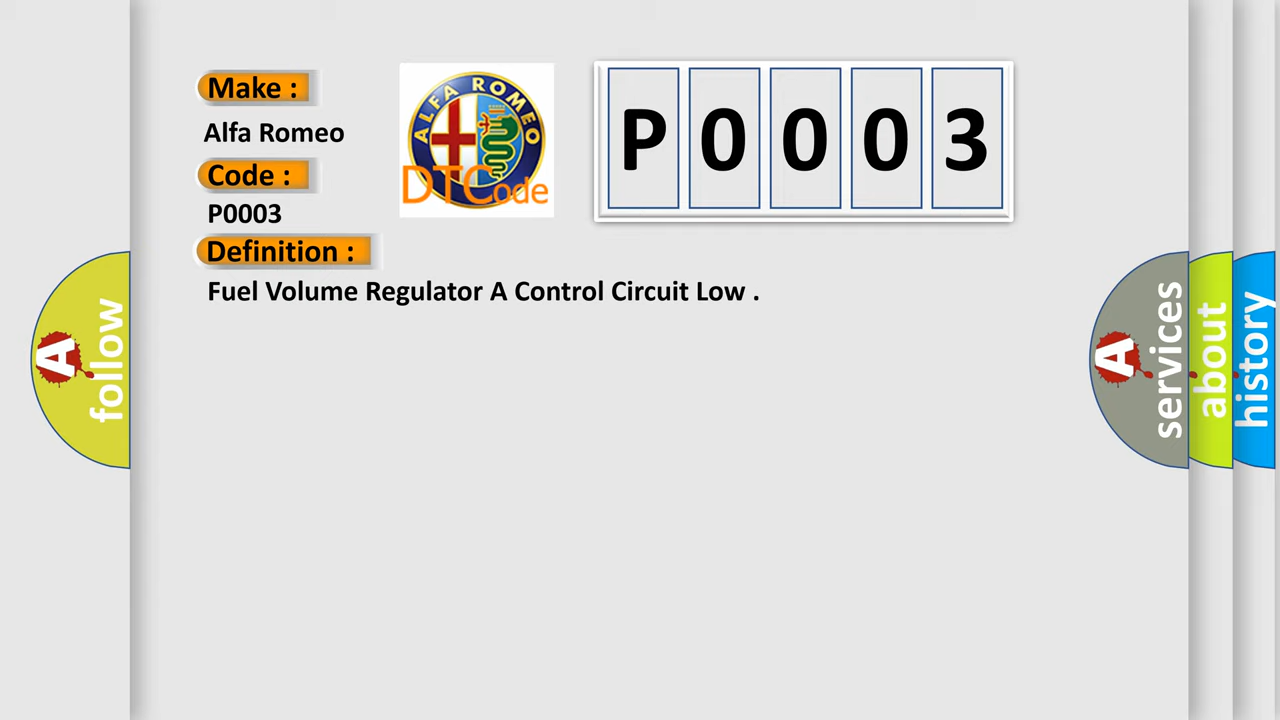 Make :
Alfa Romeo
Code :
P0003
Definition :
Fuel Volume Regulator A Control Circuit Low .
ALFA ROMEO
DTCode
P 0 0 0 3
A
follow
A
services
about
history